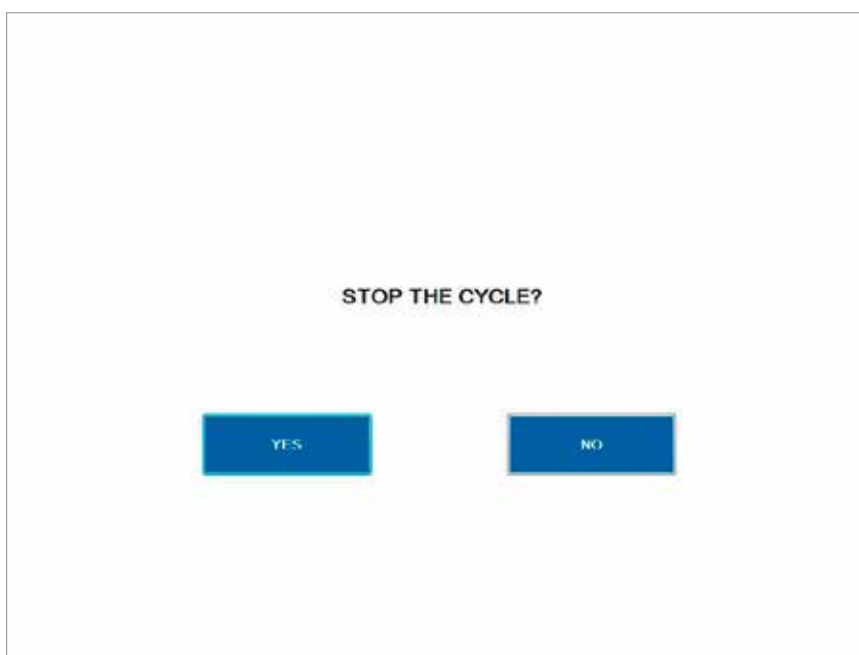 STOP THE CYCLE?
YES
NO